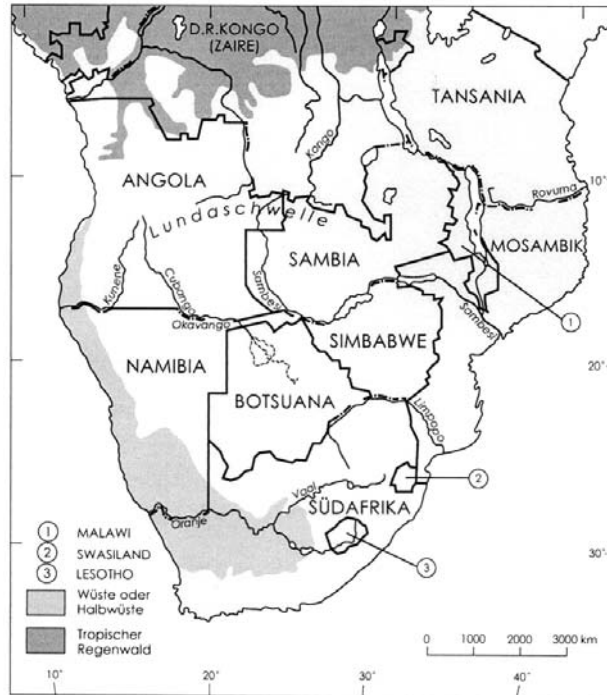 D.R.KONGO
(ZAIRE)
TANSANIA
Kongo
10°
ANGOLA
Rovuma
Lundaschwelle
MOSAMBIK
SAMBIA
Kunene
Cubango
Sambesi
Sambesi
1
Okavango
SIMBABWE
20°
NAMIBIA
BOTSUANA
Limpopo
2
Vaal
SÜDAFRIKA
Oranje
1 MALAWI
2 SWASILAND
3 LESOTHO
30°
3
Wüste oder
Halbwüste
Tropischer
Regenwald
0 1000 2000 3000 km
10° 20° 30° 40°